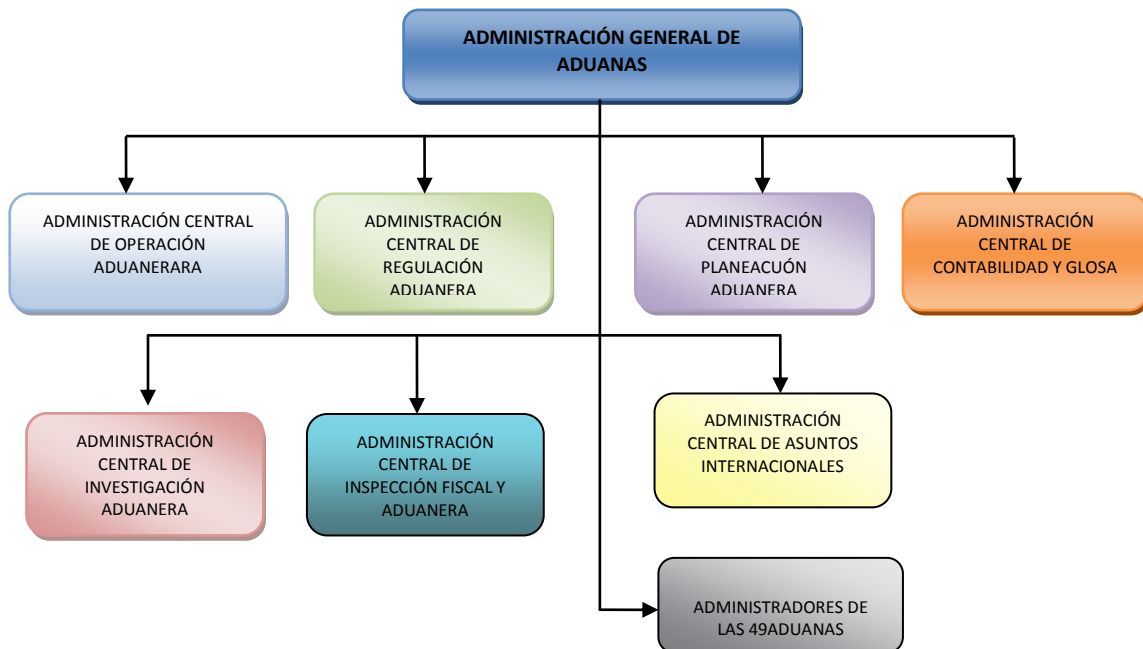 ADMINISTRACIÓN GENERAL DE
ADUANAS
ADMINISTRACIÓN CENTRAL
DE OPERACIÓN
ADUANERARA
ADMINISTRACIÓN
CENTRAL DE
REGULACIÓN
ADUANERA
ADMINISTRACIÓN
CENTRAL DE
PLANEACUÓN
ADUANERA
ADMINISTRACIÓN
CENTRAL DE
CONTABILIDAD Y GLOSA
ADMINISTRACIÓN
CENTRAL DE
INVESTIGACIÓN
ADUANERA
ADMINISTRACIÓN
CENTRAL DE
INSPECCIÓN FISCAL Y
ADUANERA
ADMINISTRACIÓN
CENTRAL DE ASUNTOS
INTERNACIONALES
ADMINISTRADORES DE
LAS 49ADUANAS